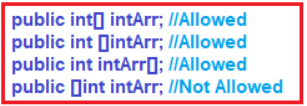 public int[] intArr; //Allowed
public int []intArr; //Allowed
public int intArr[]; //Allowed
public []int intArr; //Not Allowed